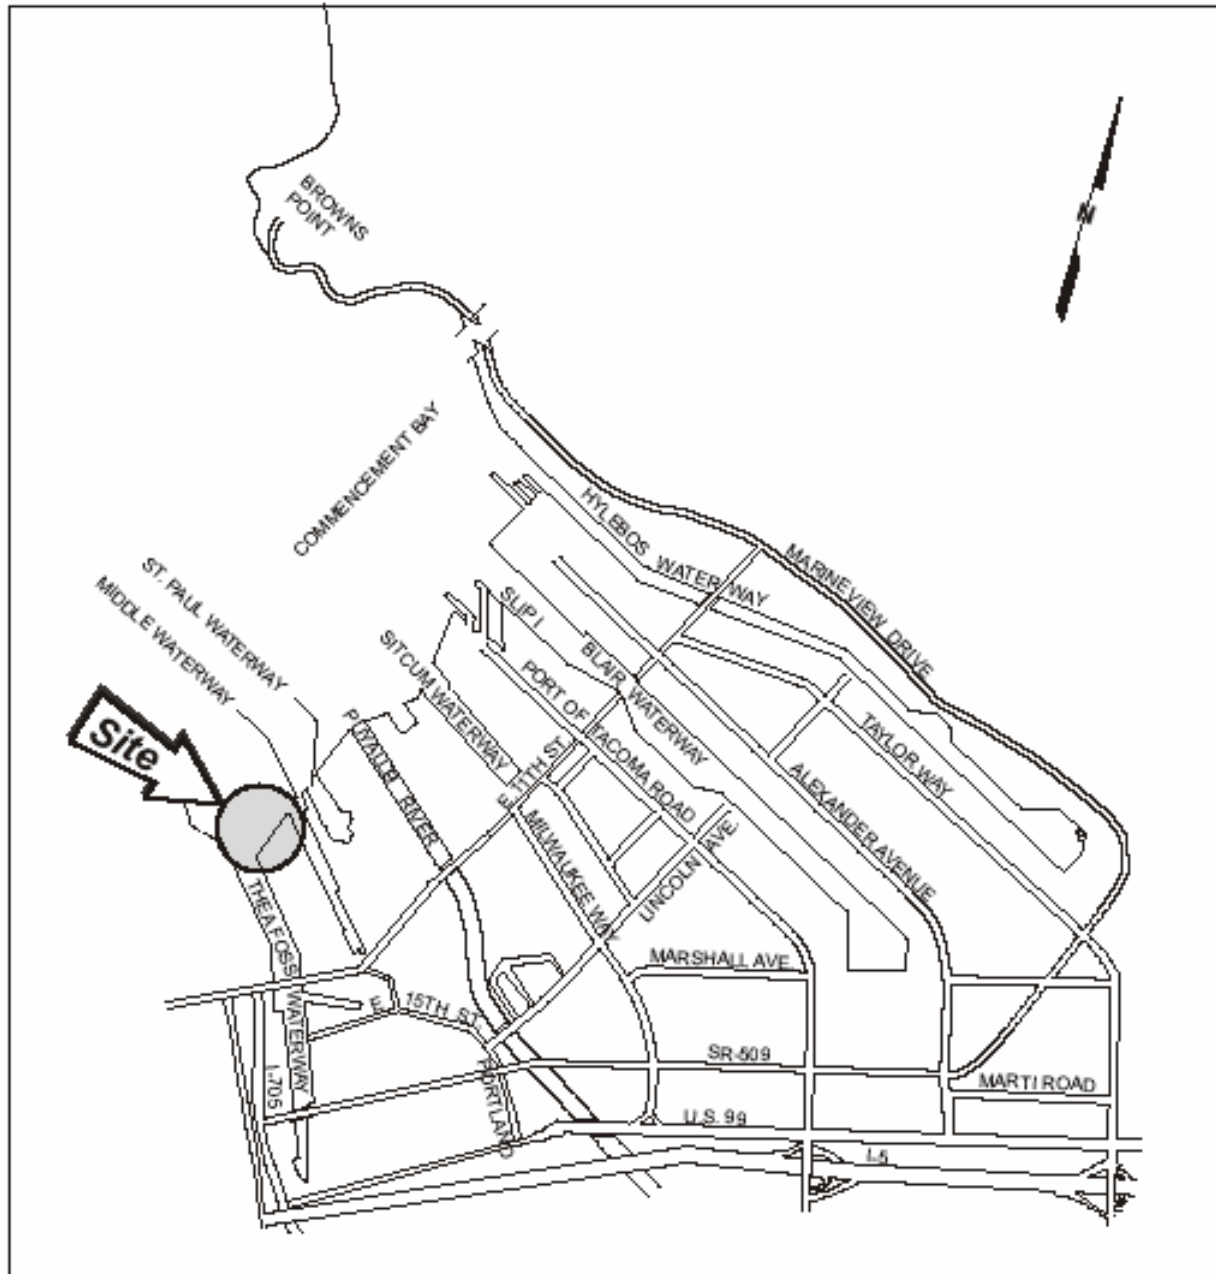 BROWNS
POINT
N
COMMENCEMENT BAY
HYLEBOS WATERWAY
MARINEVIEW DRIVE
ST. PAUL WATERWAY
MIDDLE WATERWAY
SLIP I
SITCUM WATERWAY
BLAIR WATERWAY
PORT OF TACOMA ROAD
Site
PUYALLUP RIVER
E. 11TH ST.
TAYLOR WAY
ALEXANDER AVENUE
MILWAUKEE WAY
LINCOLN AVE.
THEA FOSS WATERWAY
MARSHALL AVE.
E. 15TH ST.
SR-509
I-705
PORTLAND
MARTI ROAD
U.S. 99
I-5